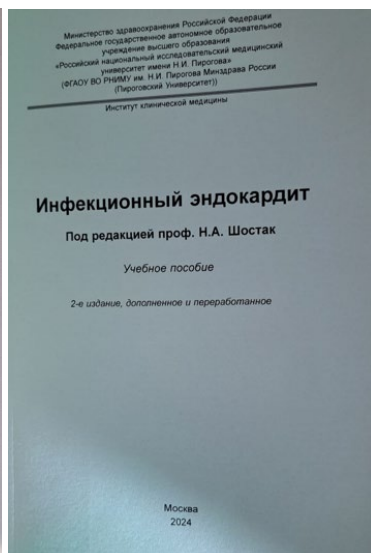 Министерство здравоохранения Российской Федерации
Федеральное государственное автономное образовательное
учреждение высшего образования
«Российский национальный исследовательский медицинский
университет имени Н.И. Пирогова»
(ФГАОУ ВО РНИМУ им. Н.И. Пирогова Минздрава России
(Пироговский Университет))
Институт клинической медицины
Инфекционный эндокардит
Под редакцией проф. Н.А. Шостак
Учебное пособие
2-е издание, дополненное и переработанное
Москва
2024